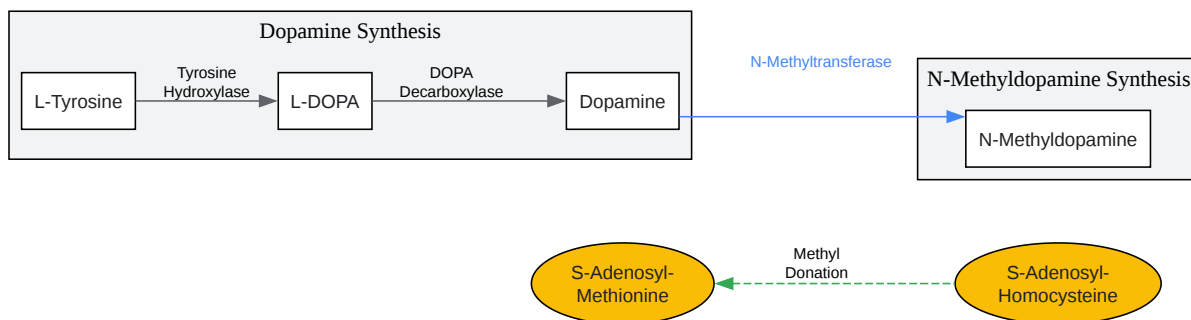 Dopamine Synthesis
L-Tyrosine
Tyrosine
Hydroxylase
L-DOPA
DOPA
Decarboxylase
Dopamine
N-Methyltransferase
N-Methyldopamine Synthesis
N-Methyldopamine
S-Adenosyl-
Methionine
Methyl
Donation
S-Adenosyl-
Homocysteine